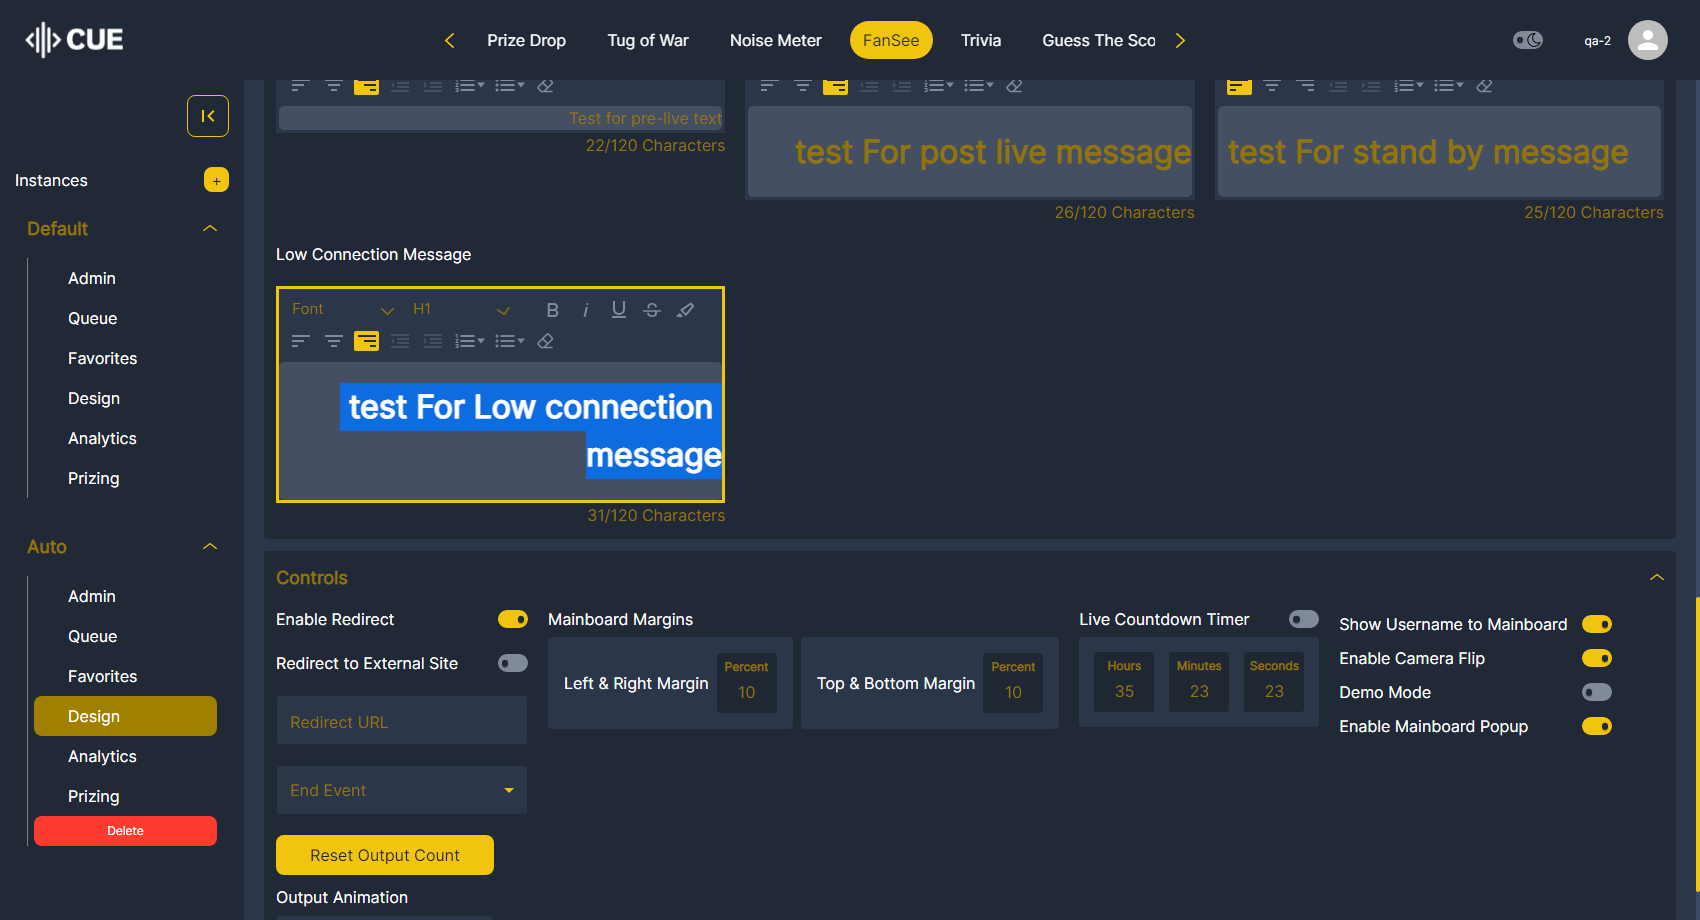 CUE
Prize Drop
Tug of War
Noise Meter
FanSee
Trivia
Guess The Sco
qa-2
Instances
+
Default
Admin
Queue
Favorites
Design
Analytics
Prizing
Auto
Admin
Queue
Favorites
Design
Analytics
Prizing
Delete
Test for pre-live text
22/120 Characters
test For post live message
26/120 Characters
test For stand by message
25/120 Characters
Low Connection Message
Font
H1
B
i
U
S
test For Low connection
message
31/120 Characters
Controls
Enable Redirect
Redirect to External Site
Redirect URL
End Event
Reset Output Count
Output Animation
Mainboard Margins
Left & Right Margin
Percent
10
Top & Bottom Margin
Percent
10
Live Countdown Timer
Hours
35
Minutes
23
Seconds
23
Show Username to Mainboard
Enable Camera Flip
Demo Mode
Enable Mainboard Popup